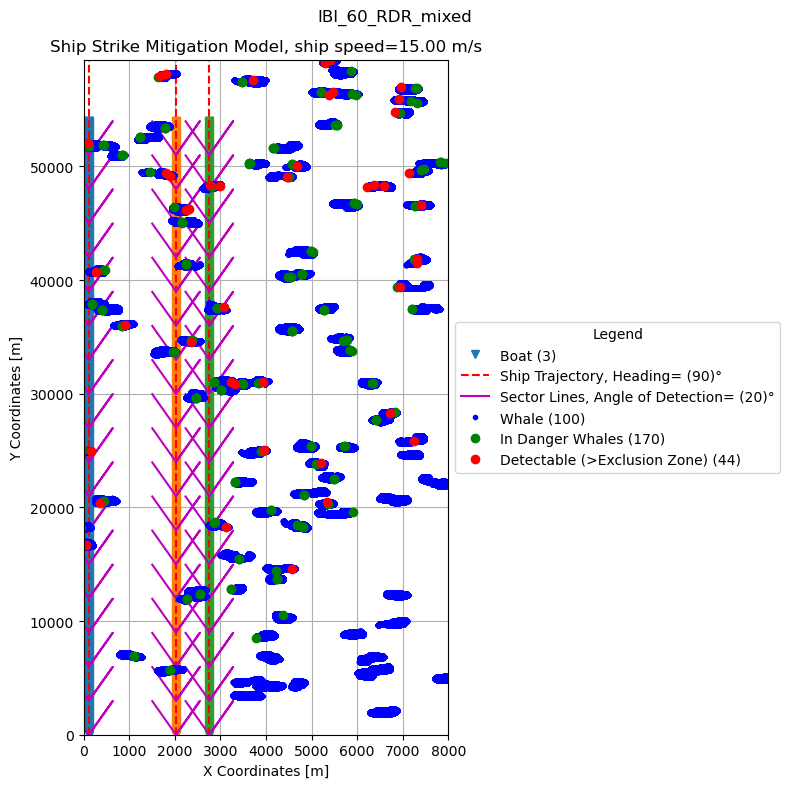 IBI_60_RDR_mixed
Ship Strike Mitigation Model, ship speed=15.00 m/s
Y Coordinates [m]
50000
40000
30000
20000
10000
0
0 1000 2000 3000 4000 5000 6000 7000 8000
X Coordinates [m]
Legend
Boat (3)
Ship Trajectory, Heading= (90)°
Sector Lines, Angle of Detection= (20)°
Whale (100)
In Danger Whales (170)
Detectable (>Exclusion Zone) (44)